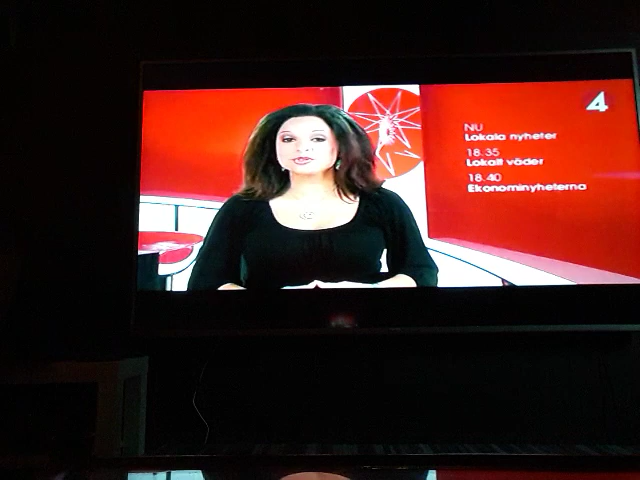 4
NU
Lokala nyheter
18.35
Lokalt väder
18.40
Ekonominyheterna